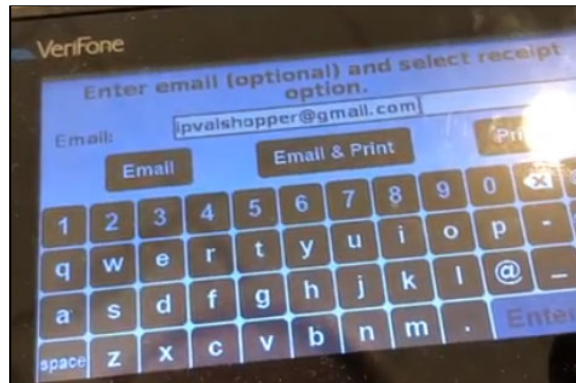 VeriFone
Enter email (optional) and select receipt
option.
Email: ipvalshopper@gmail.com
Email Email & Print
1 2 3 4 5 6 7 8 9 0
q w e r t y u i o p -
a s d f g h j k l @ _
space z x c v b n m . Enter